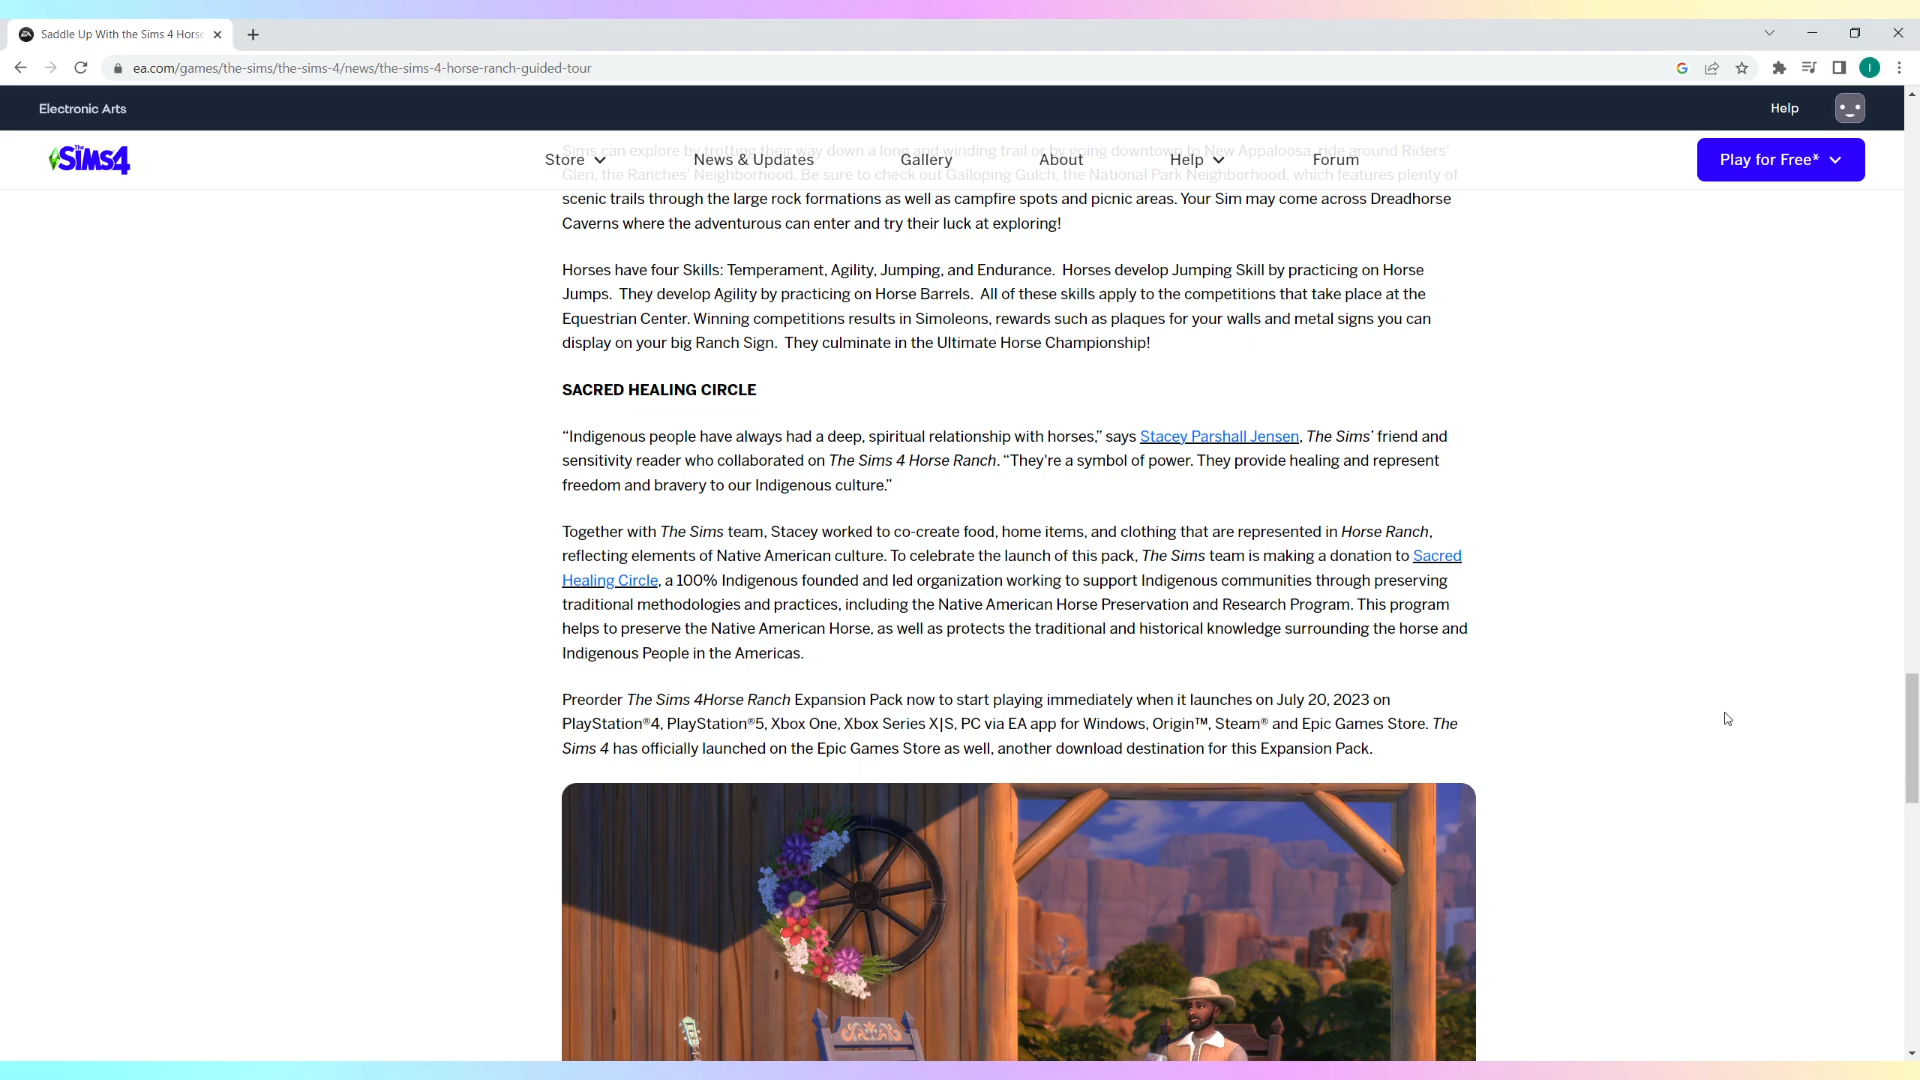 Saddle Up With the Sims 4 Horse
ea.com/games/the-sims/the-sims-4/news/the-sims-4-horse-ranch-guided-tour
I
Electronic Arts
Help
The SIMS4
Store
News & Updates
Gallery
About
Help
Forum
Play for Free*
Sims can explore by trotting their way down a long and winding trail or by going downtown to New Appaloosa, ride around Riders'
Glen, the Ranches' Neighborhood. Be sure to check out Galloping Gulch, the National Park Neighborhood, which features plenty of
scenic trails through the large rock formations as well as campfire spots and picnic areas. Your Sim may come across Dreadhorse
Caverns where the adventurous can enter and try their luck at exploring!
Horses have four Skills: Temperament, Agility, Jumping, and Endurance. Horses develop Jumping Skill by practicing on Horse
Jumps. They develop Agility by practicing on Horse Barrels. All of these skills apply to the competitions that take place at the
Equestrian Center. Winning competitions results in Simoleons, rewards such as plaques for your walls and metal signs you can
display on your big Ranch Sign. They culminate in the Ultimate Horse Championship!
SACRED HEALING CIRCLE
“Indigenous people have always had a deep, spiritual relationship with horses,” says Stacey Parshall Jensen, The Sims’ friend and
sensitivity reader who collaborated on The Sims 4 Horse Ranch. “They're a symbol of power. They provide healing and represent
freedom and bravery to our Indigenous culture.”
Together with The Sims team, Stacey worked to co-create food, home items, and clothing that are represented in Horse Ranch,
reflecting elements of Native American culture. To celebrate the launch of this pack, The Sims team is making a donation to Sacred
Healing Circle, a 100% Indigenous founded and led organization working to support Indigenous communities through preserving
traditional methodologies and practices, including the Native American Horse Preservation and Research Program. This program
helps to preserve the Native American Horse, as well as protects the traditional and historical knowledge surrounding the horse and
Indigenous People in the Americas.
Preorder The Sims 4Horse Ranch Expansion Pack now to start playing immediately when it launches on July 20, 2023 on
PlayStation®4, PlayStation®5, Xbox One, Xbox Series X|S, PC via EA app for Windows, Origin™, Steam® and Epic Games Store. The
Sims 4 has officially launched on the Epic Games Store as well, another download destination for this Expansion Pack.